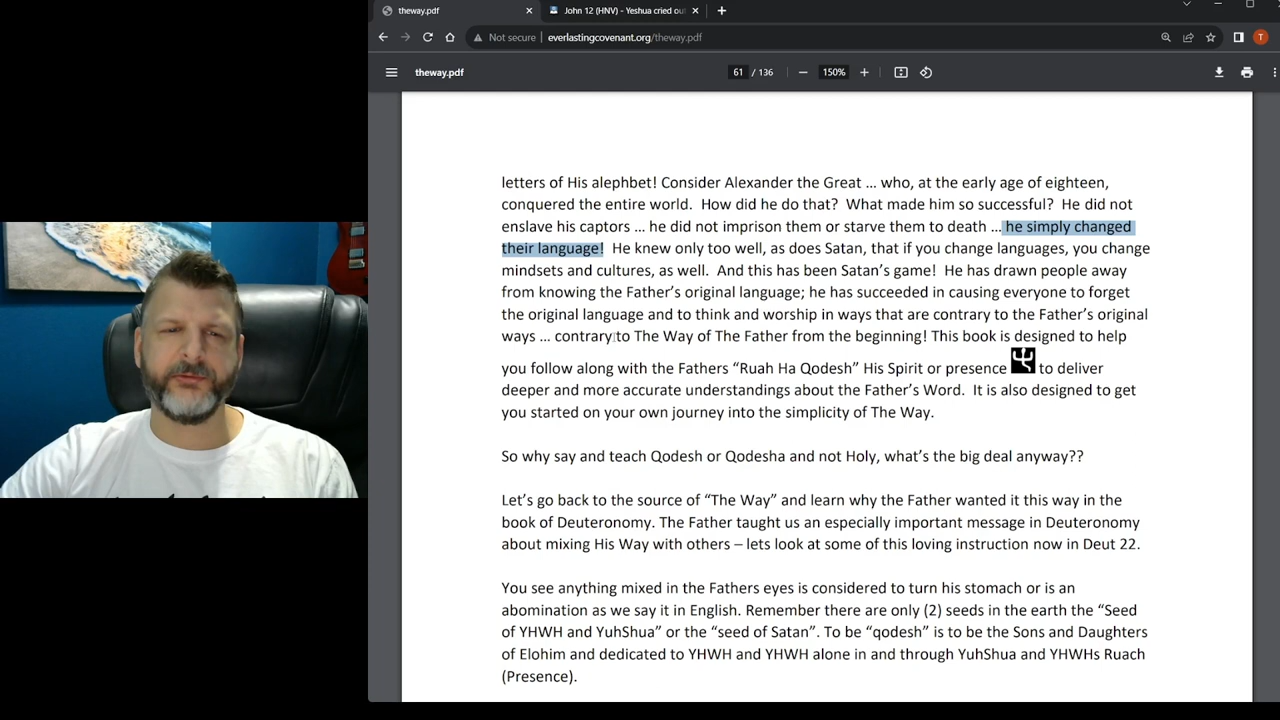 theway.pdf
John 12 (HNV) - Yeshua cried ou
Not secure | everlastingcovenant.org/theway.pdf
theway.pdf
61 / 136
150%
letters of His alephbet! Consider Alexander the Great … who, at the early age of eighteen,
conquered the entire world.  How did he do that?  What made him so successful?  He did not
enslave his captors … he did not imprison them or starve them to death … he simply changed
their language!  He knew only too well, as does Satan, that if you change languages, you change
mindsets and cultures, as well.  And this has been Satan's game!  He has drawn people away
from knowing the Father's original language; he has succeeded in causing everyone to forget
the original language and to think and worship in ways that are contrary to the Father's original
ways … contrary to The Way of The Father from the beginning! This book is designed to help
you follow along with the Fathers “Ruah Ha Qodesh” His Spirit or presence to deliver
deeper and more accurate understandings about the Father's Word.  It is also designed to get
you started on your own journey into the simplicity of The Way.
So why say and teach Qodesh or Qodesha and not Holy, what's the big deal anyway??
Let's go back to the source of “The Way” and learn why the Father wanted it this way in the
book of Deuteronomy. The Father taught us an especially important message in Deuteronomy
about mixing His Way with others – lets look at some of this loving instruction now in Deut 22.
You see anything mixed in the Fathers eyes is considered to turn his stomach or is an
abomination as we say it in English. Remember there are only (2) seeds in the earth the “Seed
of YHWH and YuhShua” or the “seed of Satan”. To be “qodesh” is to be the Sons and Daughters
of Elohim and dedicated to YHWH and YHWH alone in and through YuhShua and YHWHs Ruach
(Presence).